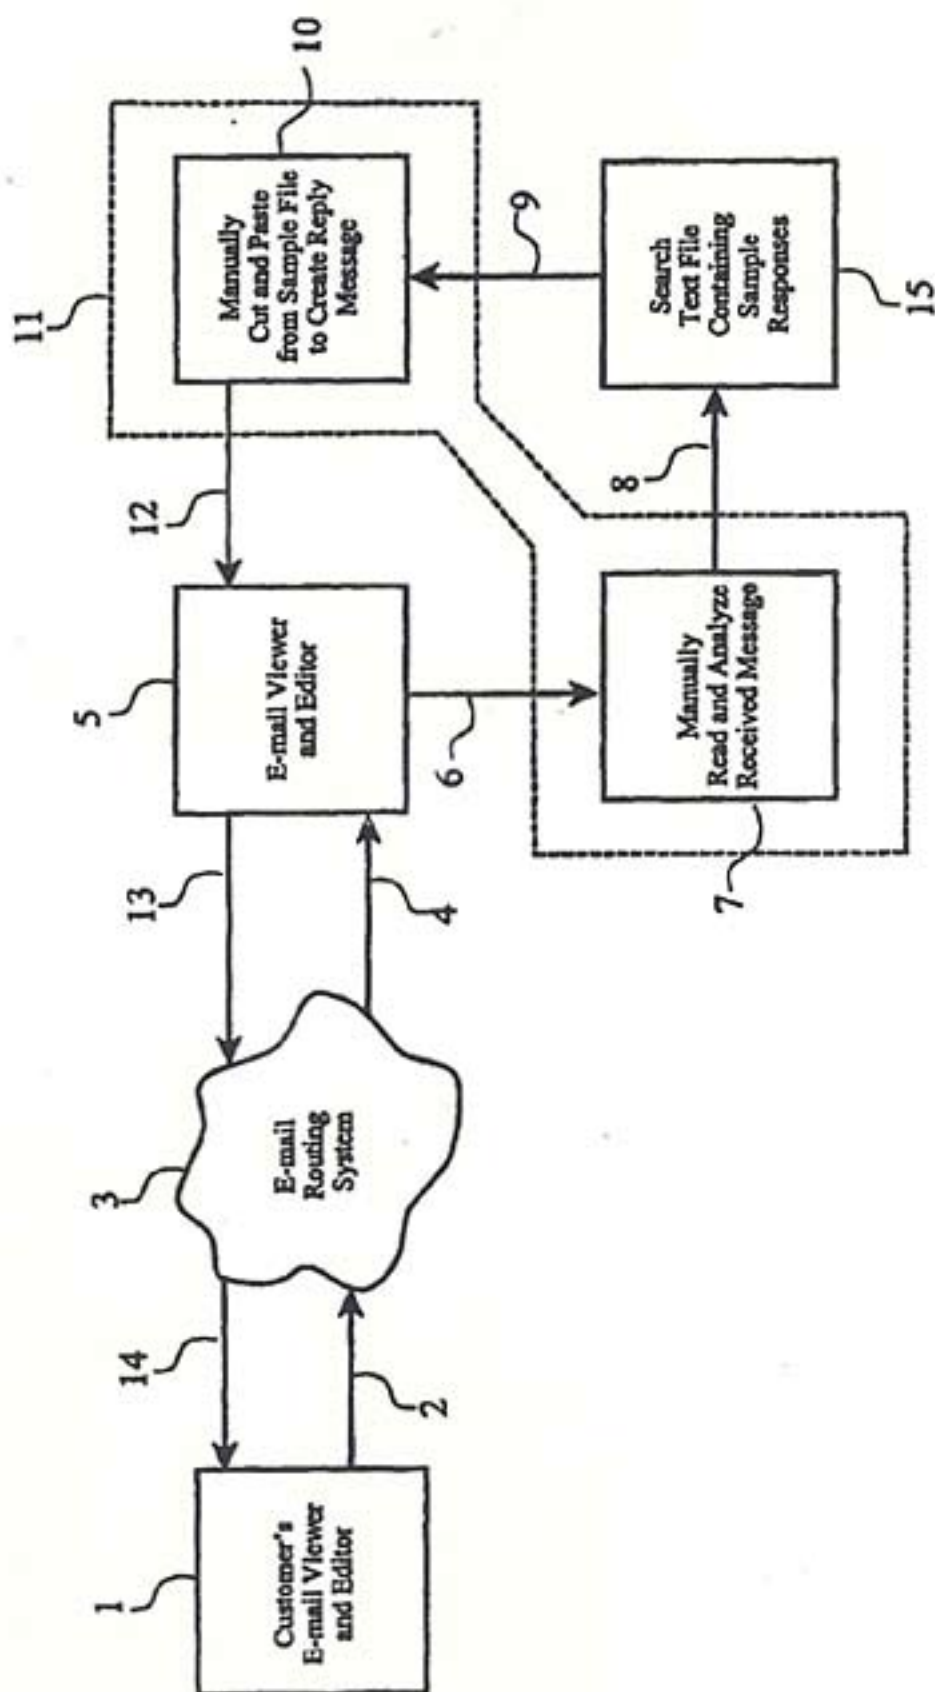 1
Customer's
E-mail Viewer
and Editor
14
2
3
E-mail
Routing
System
13
4
5
E-mail Viewer
and Editor
6
12
11
7
Manually
Read and Analyze
Received Message
8
10
Manually
Cut and Paste
from Sample File
to Create Reply
Message
9
Search
Text File
Containing
Sample
Responses
15